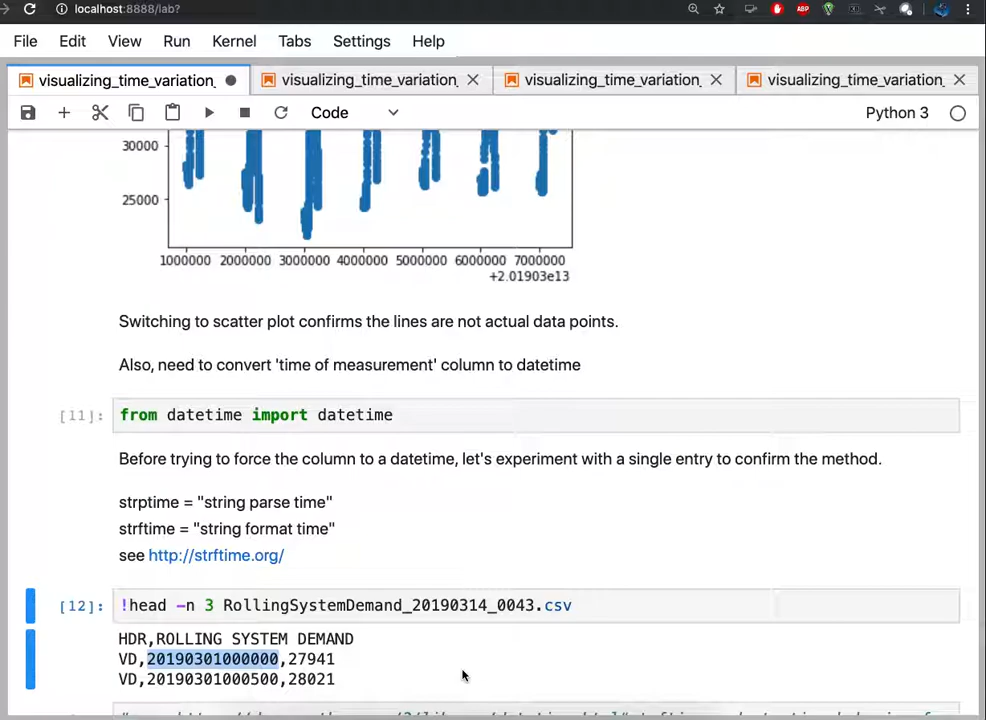 localhost:8888/lab?
ABP
File Edit View Run Kernel Tabs Settings Help
visualizing_time_variation_ visualizing_time_variation_ visualizing_time_variation_ visualizing_time_variation_
Code Python 3
30000
25000
1000000 2000000 3000000 4000000 5000000 6000000 7000000
+2.01903e13
Switching to scatter plot confirms the lines are not actual data points.
Also, need to convert 'time of measurement' column to datetime
[11]: from datetime import datetime
Before trying to force the column to a datetime, let's experiment with a single entry to confirm the method.
strptime = "string parse time"
strftime = "string format time"
see http://strftime.org/
[12]: !head -n 3 RollingSystemDemand_20190314_0043.csv
HDR,ROLLING SYSTEM DEMAND
VD,20190301000000,27941
VD,20190301000500,28021